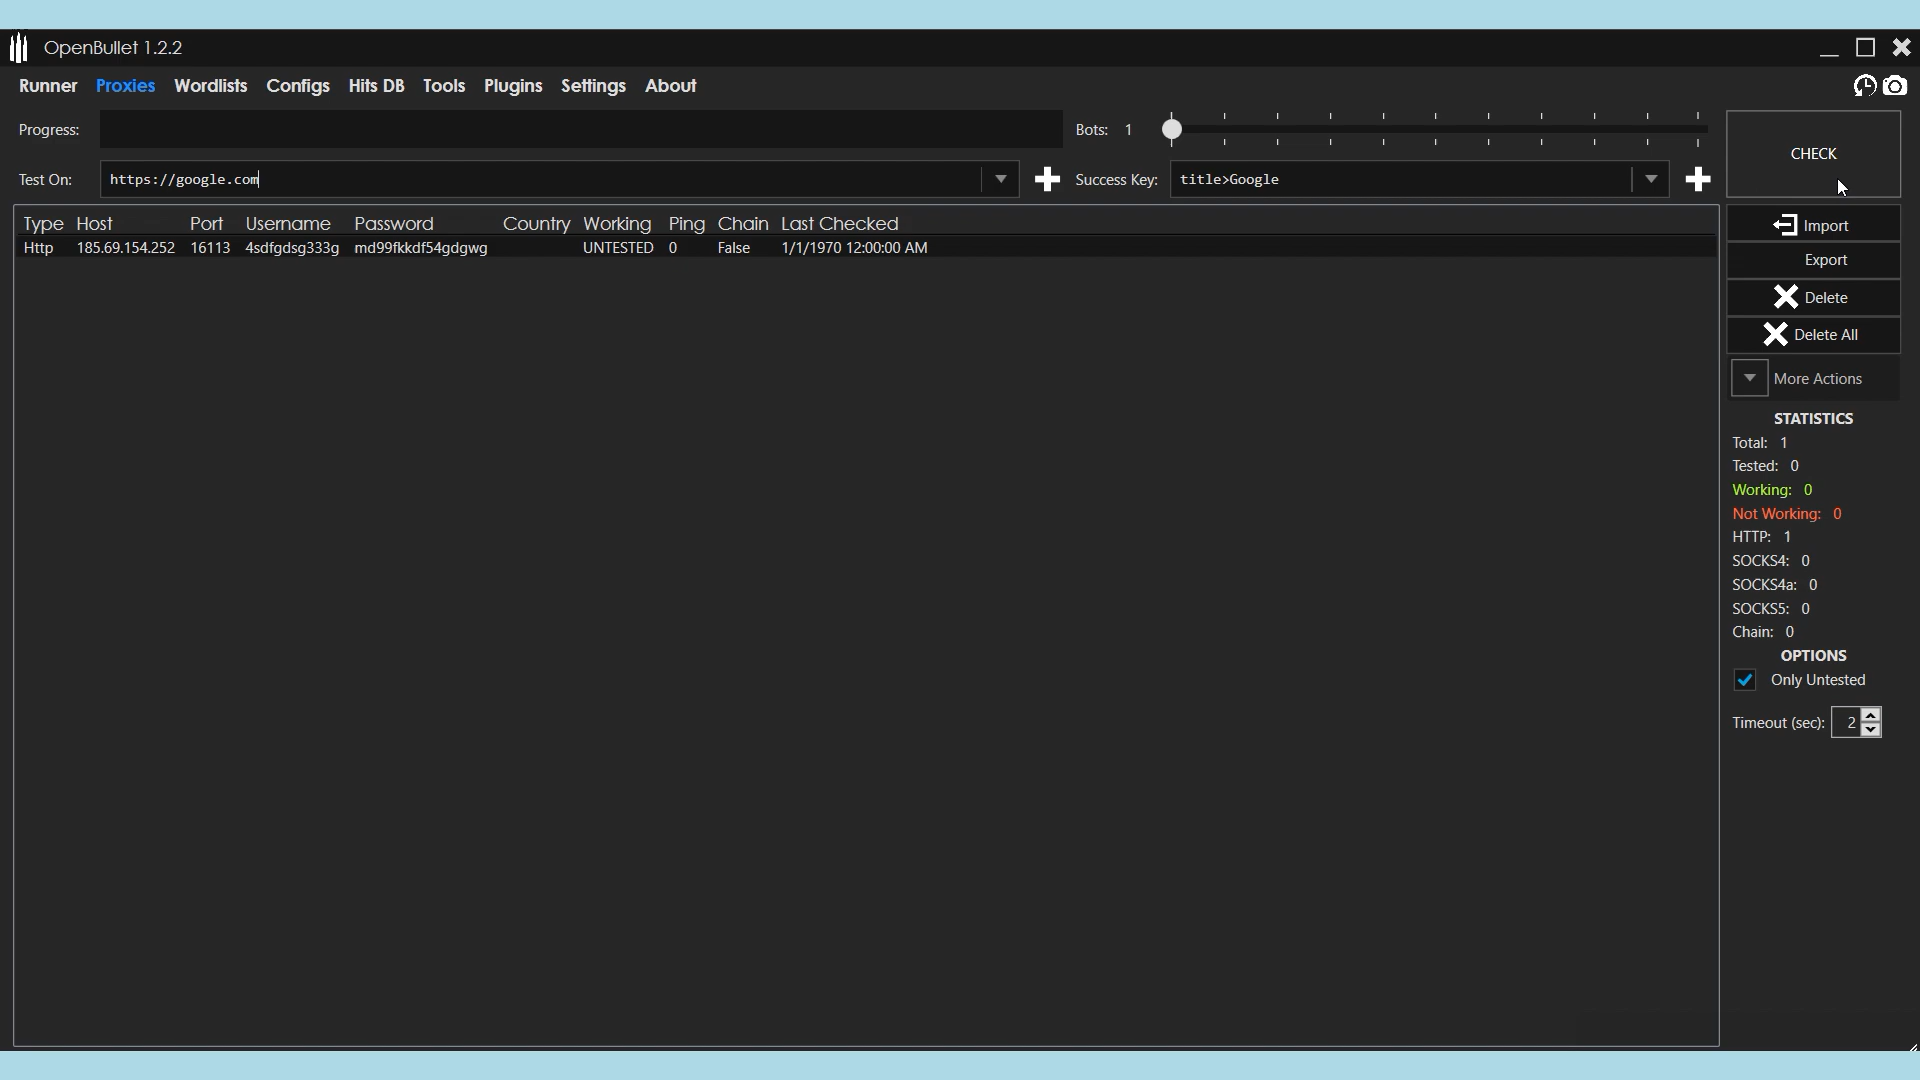 OpenBullet 1.2.2
Runner Proxies Wordlists Configs Hits DB Tools Plugins Settings About
Progress: Bots: 1
CHECK
Test On: https://google.com Success Key: title>Google
Type Host Port Username Password Country Working Ping Chain Last Checked
Http 185.69.154.252 16113 4sdfgdsg333g md99fkkdf54gdgwg UNTESTED 0 False 1/1/1970 12:00:00 AM
Import
Export
Delete
Delete All
More Actions
STATISTICS
Total: 1
Tested: 0
Working: 0
Not Working: 0
HTTP: 1
SOCKS4: 0
SOCKS4a: 0
SOCKS5: 0
Chain: 0
OPTIONS
Only Untested
Timeout (sec): 2